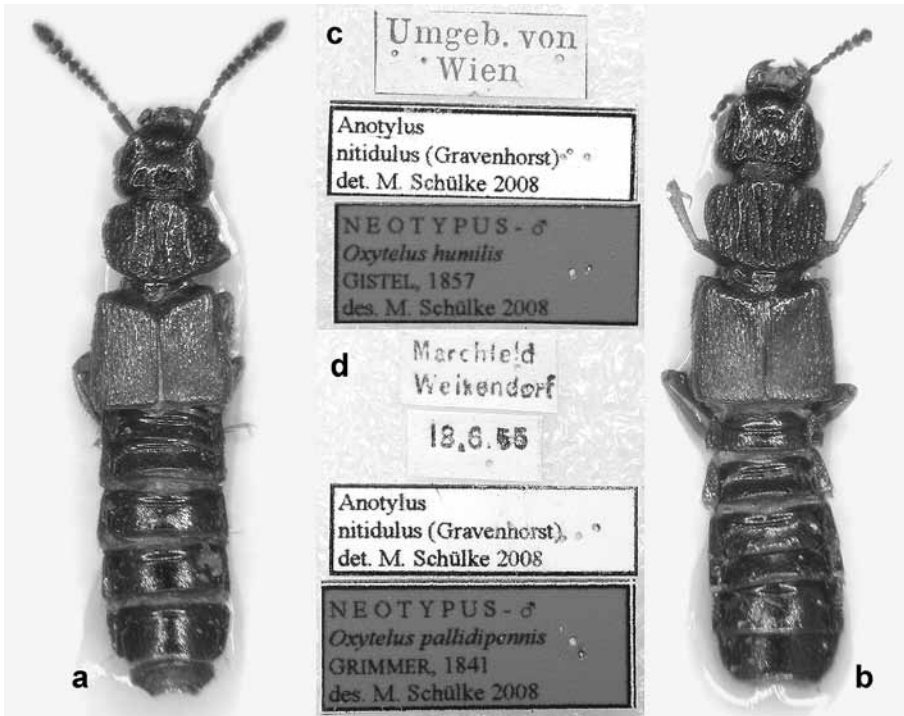 c
Umgeb. von
Wien
Anotylus
nitidulus (Gravenhorst)
det. M. Schülke 2008
NEOTYPUS - ♂
Oxytelus humilis
GISTEL, 1857
des. M. Schülke 2008
d
Marchfeld
Weikendorf
18.6.55
Anotylus
nitidulus (Gravenhorst)
det. M. Schülke 2008
NEOTYPUS - ♂
Oxytelus pallidipennis
GRIMMER, 1841
des. M. Schülke 2008
a
b